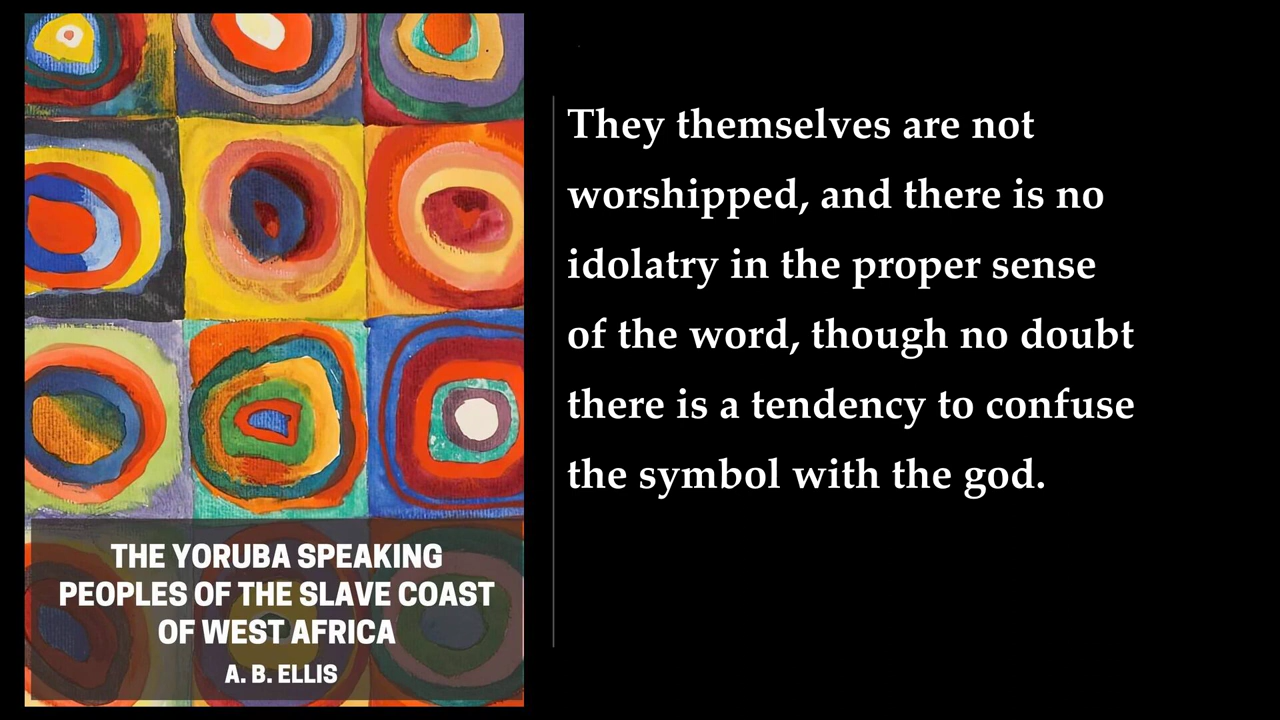 THE YORUBA SPEAKING
PEOPLES OF THE SLAVE COAST
OF WEST AFRICA
A. B. ELLIS
They themselves are not
worshipped, and there is no
idolatry in the proper sense
of the word, though no doubt
there is a tendency to confuse
the symbol with the god.